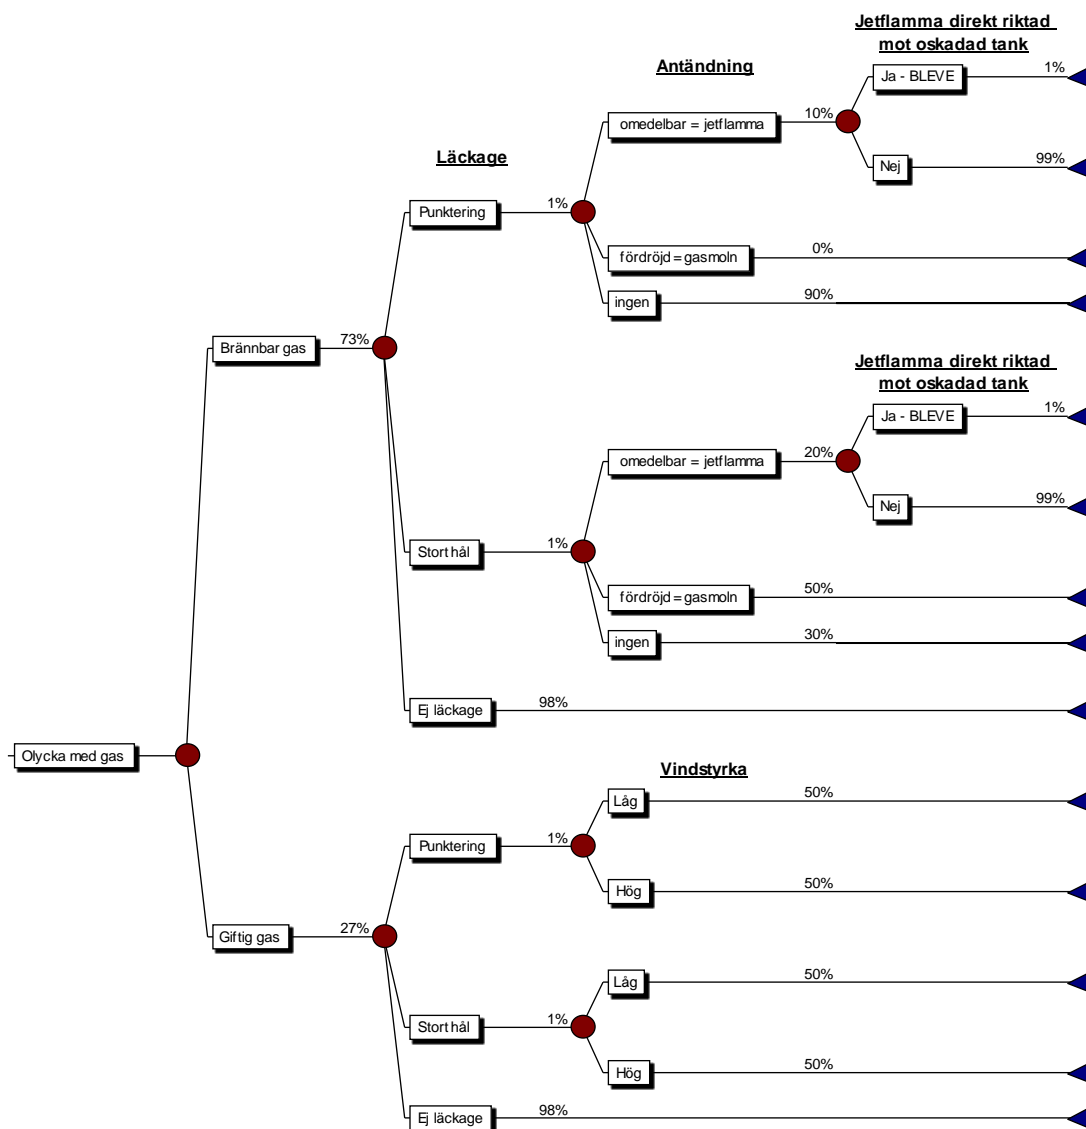 Jetflamma direkt riktad
mot oskadad tank
Antändning
Ja - BLEVE 1%
omedelbar = jetflamma 10%
Läckage
Nej 99%
Punktering 1%
fördröjd = gasmoln 0%
ingen 90%
Brännbar gas 73%
Jetflamma direkt riktad
mot oskadad tank
Ja - BLEVE 1%
omedelbar = jetflamma 20%
Nej 99%
Stort hål 1%
fördröjd = gasmoln 50%
ingen 30%
Ej läckage 98%
Olycka med gas
Vindstyrka
Låg 50%
Punktering 1%
Hög 50%
Giftig gas 27%
Låg 50%
Stort hål 1%
Hög 50%
Ej läckage 98%